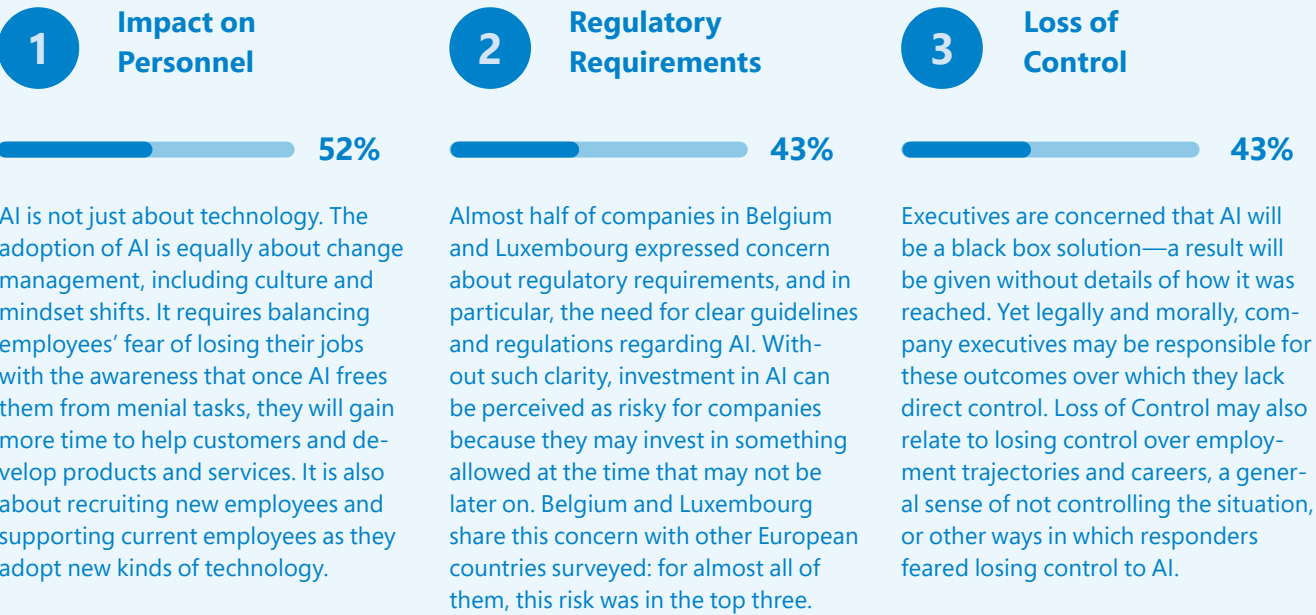 1
Impact on
Personnel
52%
AI is not just about technology. The
adoption of AI is equally about change
management, including culture and
mindset shifts. It requires balancing
employees’ fear of losing their jobs
with the awareness that once AI frees
them from menial tasks, they will gain
more time to help customers and de-
velop products and services. It is also
about recruiting new employees and
supporting current employees as they
adopt new kinds of technology.
2
Regulatory
Requirements
43%
Almost half of companies in Belgium
and Luxembourg expressed concern
about regulatory requirements, and in
particular, the need for clear guidelines
and regulations regarding AI. With-
out such clarity, investment in AI can
be perceived as risky for companies
because they may invest in something
allowed at the time that may not be
later on. Belgium and Luxembourg
share this concern with other European
countries surveyed: for almost all of
them, this risk was in the top three.
3
Loss of
Control
43%
Executives are concerned that AI will
be a black box solution—a result will
be given without details of how it was
reached. Yet legally and morally, com-
pany executives may be responsible for
these outcomes over which they lack
direct control. Loss of Control may also
relate to losing control over employ-
ment trajectories and careers, a gener-
al sense of not controlling the situation,
or other ways in which responders
feared losing control to AI.